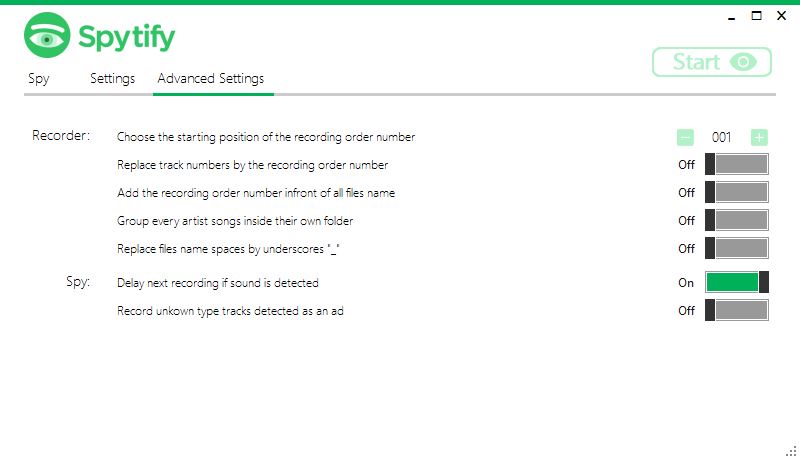 Spytify
Start
Spy Settings Advanced Settings
Recorder: Choose the starting position of the recording order number 001
Replace track numbers by the recording order number Off
Add the recording order number infront of all files name Off
Group every artist songs inside their own folder Off
Replace files name spaces by underscores "_" Off
Spy: Delay next recording if sound is detected On
Record unkown type tracks detected as an ad Off